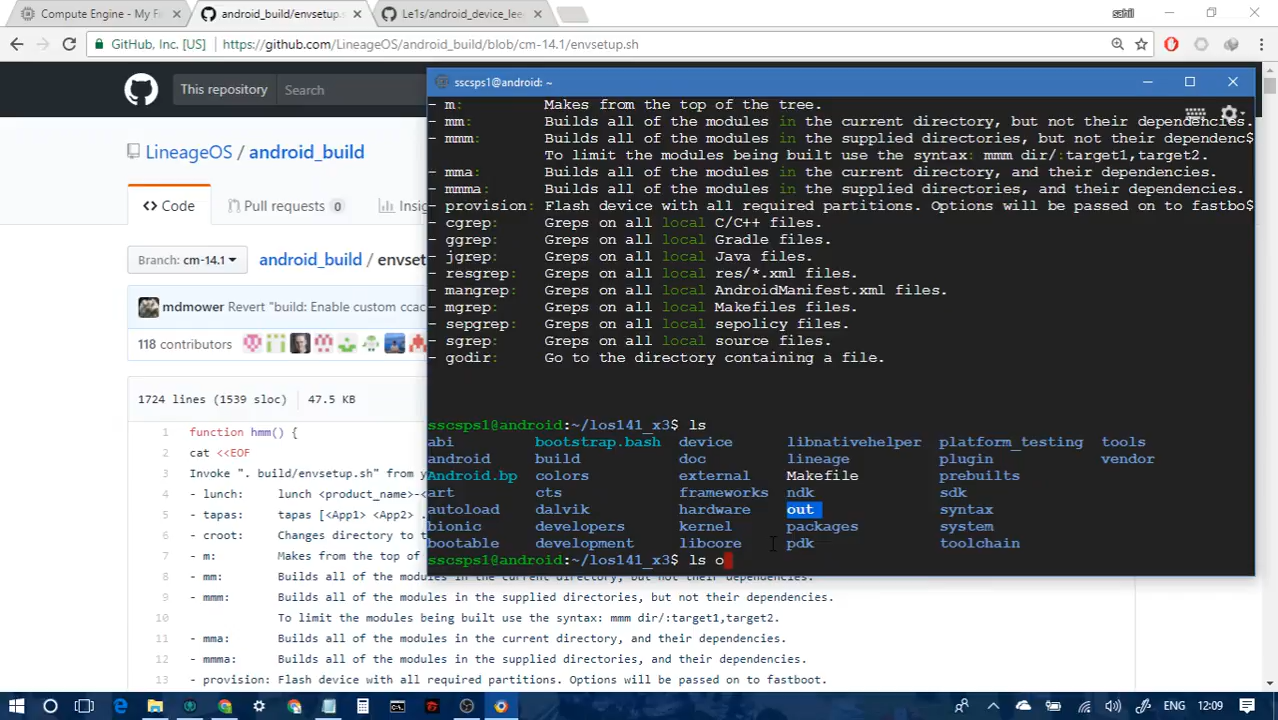 Compute Engine - My Fi
android_build/envsetup.s
Le1s/android_device_lee
sahill
GitHub, Inc. [US]
https://github.com/LineageOS/android_build/blob/cm-14.1/envsetup.sh
This repository
Search
LineageOS / android_build
Code
Pull requests 0
Insig
Branch: cm-14.1
android_build / envset
mdmower Revert "build: Enable custom ccac
118 contributors
1724 lines (1539 sloc)
47.5 KB
1 function hmm() {
2 cat <<EOF
3 Invoke ". build/envsetup.sh" from y
4 - lunch: lunch <product_name>-<
5 - tapas: tapas [<App1> <App2> .
6 - croot: Changes directory to t
7 - m: Makes from the top of
8 - mm: Builds all of the modules in the current directory, but not their dependencies.
9 - mmm: Builds all of the modules in the supplied directories, but not their dependencies.
10 To limit the modules being built use the syntax: mmm dir/:target1,target2.
11 - mma: Builds all of the modules in the current directory, and their dependencies.
12 - mmma: Builds all of the modules in the supplied directories, and their dependencies.
13 - provision: Flash device with all required partitions. Options will be passed on to fastboot.
sscsps1@android: ~
- m: Makes from the top of the tree.
- mm: Builds all of the modules in the current directory, but not their dependencies.
- mmm: Builds all of the modules in the supplied directories, but not their dependenc$
To limit the modules being built use the syntax: mmm dir/:target1,target2.
- mma: Builds all of the modules in the current directory, and their dependencies.
- mmma: Builds all of the modules in the supplied directories, and their dependencies.
- provision: Flash device with all required partitions. Options will be passed on to fastbo$
- cgrep: Greps on all local C/C++ files.
- ggrep: Greps on all local Gradle files.
- jgrep: Greps on all local Java files.
- resgrep: Greps on all local res/*.xml files.
- mangrep: Greps on all local AndroidManifest.xml files.
- mgrep: Greps on all local Makefiles files.
- sepgrep: Greps on all local sepolicy files.
- sgrep: Greps on all local source files.
- godir: Go to the directory containing a file.
sscsps1@android:~/los141_x3$ ls
abi bootstrap.bash device libnativehelper platform_testing tools
android build doc lineage plugin vendor
Android.bp colors external Makefile prebuilts
art cts frameworks ndk sdk
autoload dalvik hardware out syntax
bionic developers kernel packages system
bootable development libcore pdk toolchain
sscsps1@android:~/los141_x3$ ls o
ENG 12:09